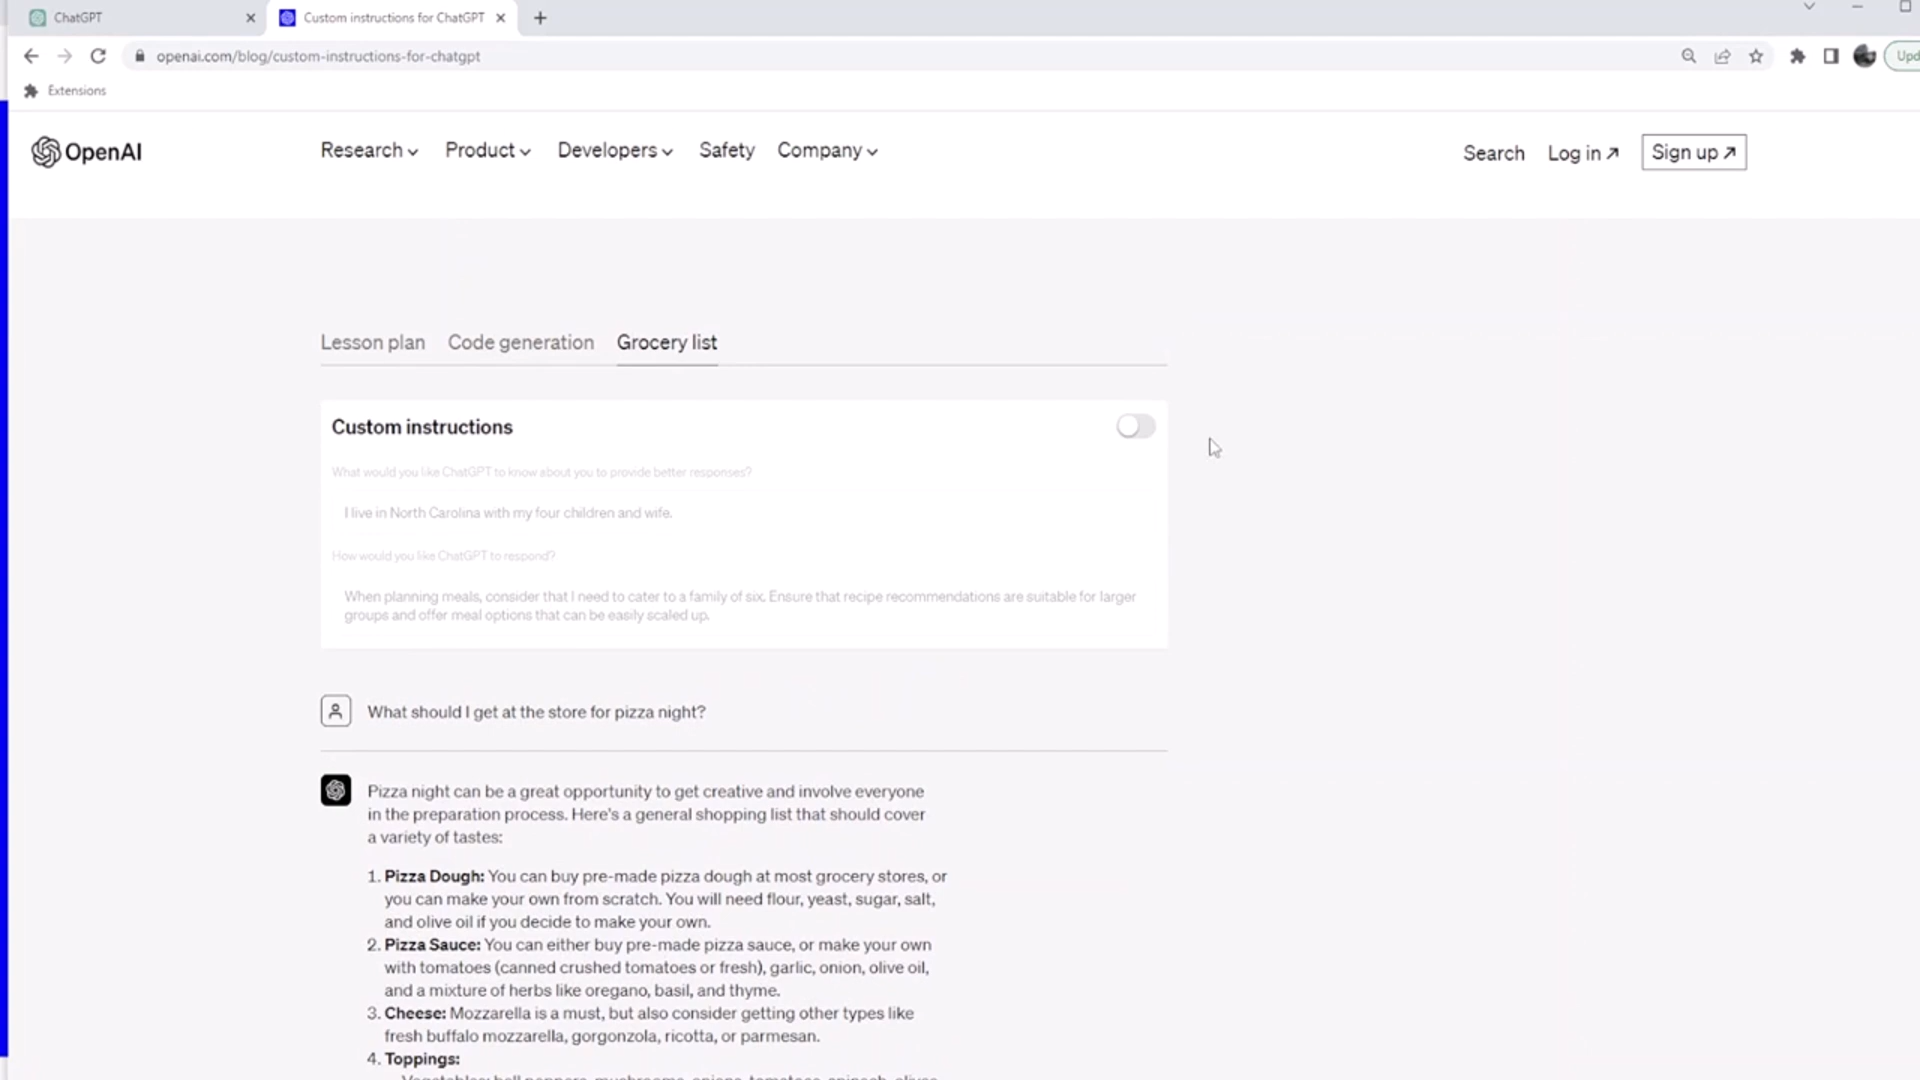 ChatGPT
Custom instructions for ChatGPT
openai.com/blog/custom-instructions-for-chatgpt
Upd
Extensions
OpenAI
Research
Product
Developers
Safety
Company
Search
Log in ↗
Sign up ↗
Lesson plan
Code generation
Grocery list
Custom instructions
What would you like ChatGPT to know about you to provide better responses?
I live in North Carolina with my four children and wife.
How would you like ChatGPT to respond?
When planning meals, consider that I need to cater to a family of six. Ensure that recipe recommendations are suitable for larger
groups and offer meal options that can be easily scaled up.
What should I get at the store for pizza night?
Pizza night can be a great opportunity to get creative and involve everyone
in the preparation process. Here's a general shopping list that should cover
a variety of tastes:
1. Pizza Dough: You can buy pre-made pizza dough at most grocery stores, or
you can make your own from scratch. You will need flour, yeast, sugar, salt,
and olive oil if you decide to make your own.
2. Pizza Sauce: You can either buy pre-made pizza sauce, or make your own
with tomatoes (canned crushed tomatoes or fresh), garlic, onion, olive oil,
and a mixture of herbs like oregano, basil, and thyme.
3. Cheese: Mozzarella is a must, but also consider getting other types like
fresh buffalo mozzarella, gorgonzola, ricotta, or parmesan.
4. Toppings: